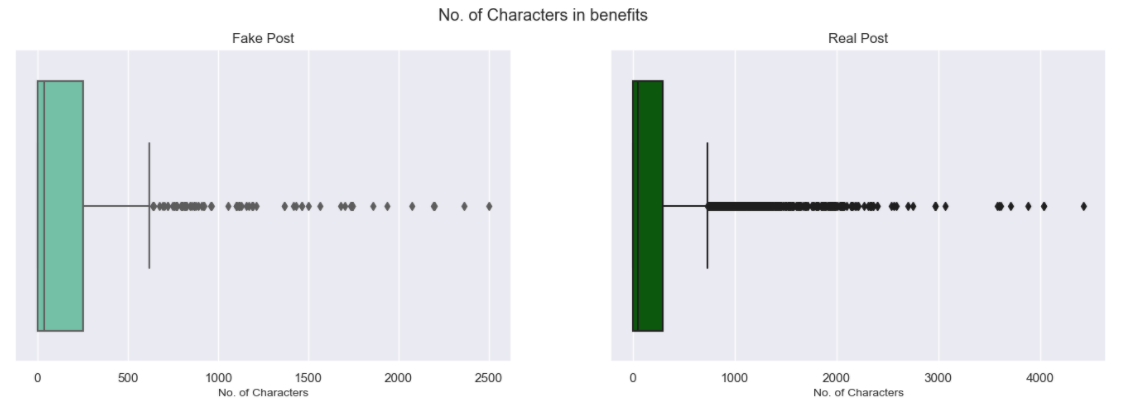 No. of Characters in benefits
Fake Post
Real Post
0 500 1000 1500 2000 2500
No. of Characters
0 1000 2000 3000 4000
No. of Characters